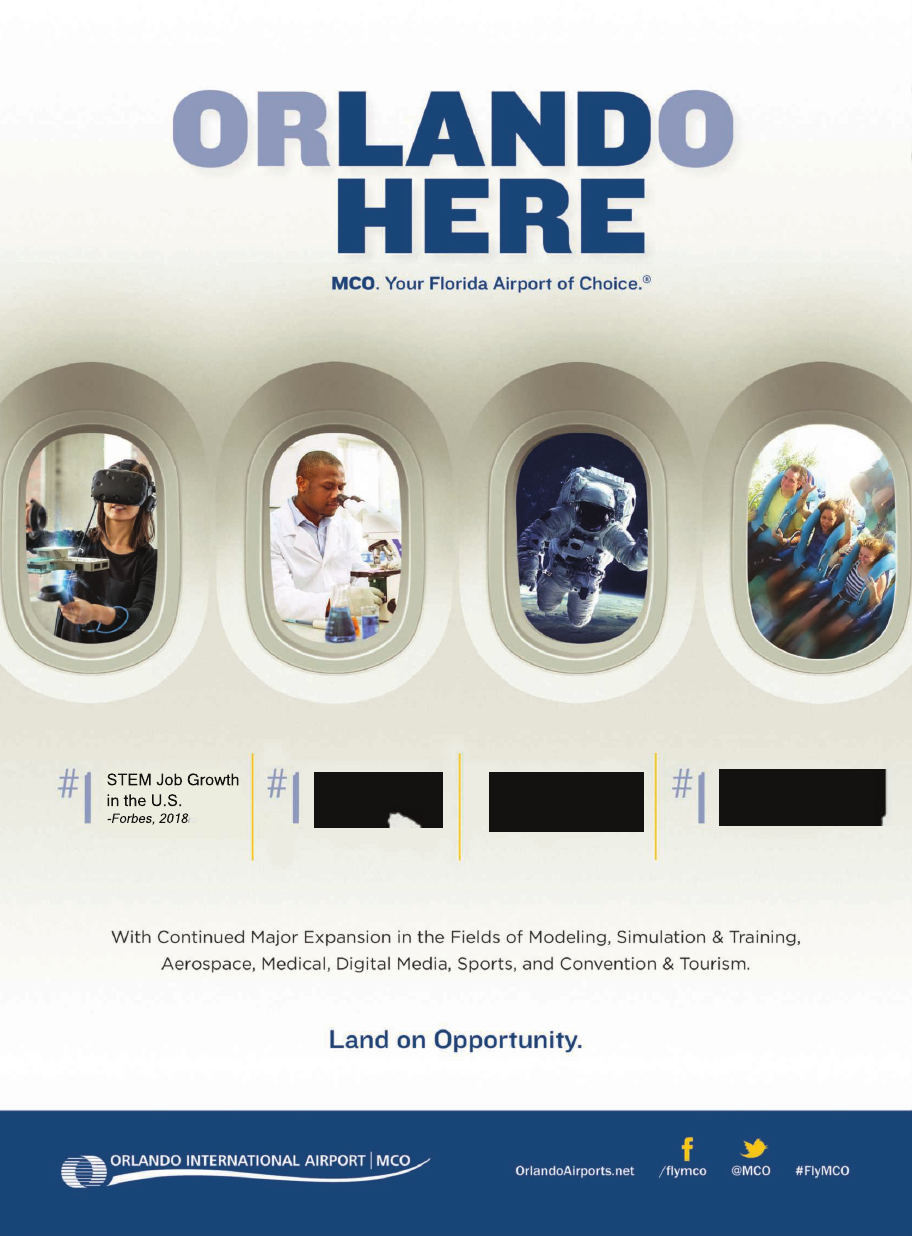 ORLANDO
HERE
MCO. Your Florida Airport of Choice.®
#1 STEM Job Growth
in the U.S.
-Forbes, 2018
#1
#1
With Continued Major Expansion in the Fields of Modeling, Simulation & Training,
Aerospace, Medical, Digital Media, Sports, and Convention & Tourism.
Land on Opportunity.
ORLANDO INTERNATIONAL AIRPORT | MCO
OrlandoAirports.net /flymco @MCO #FlyMCO